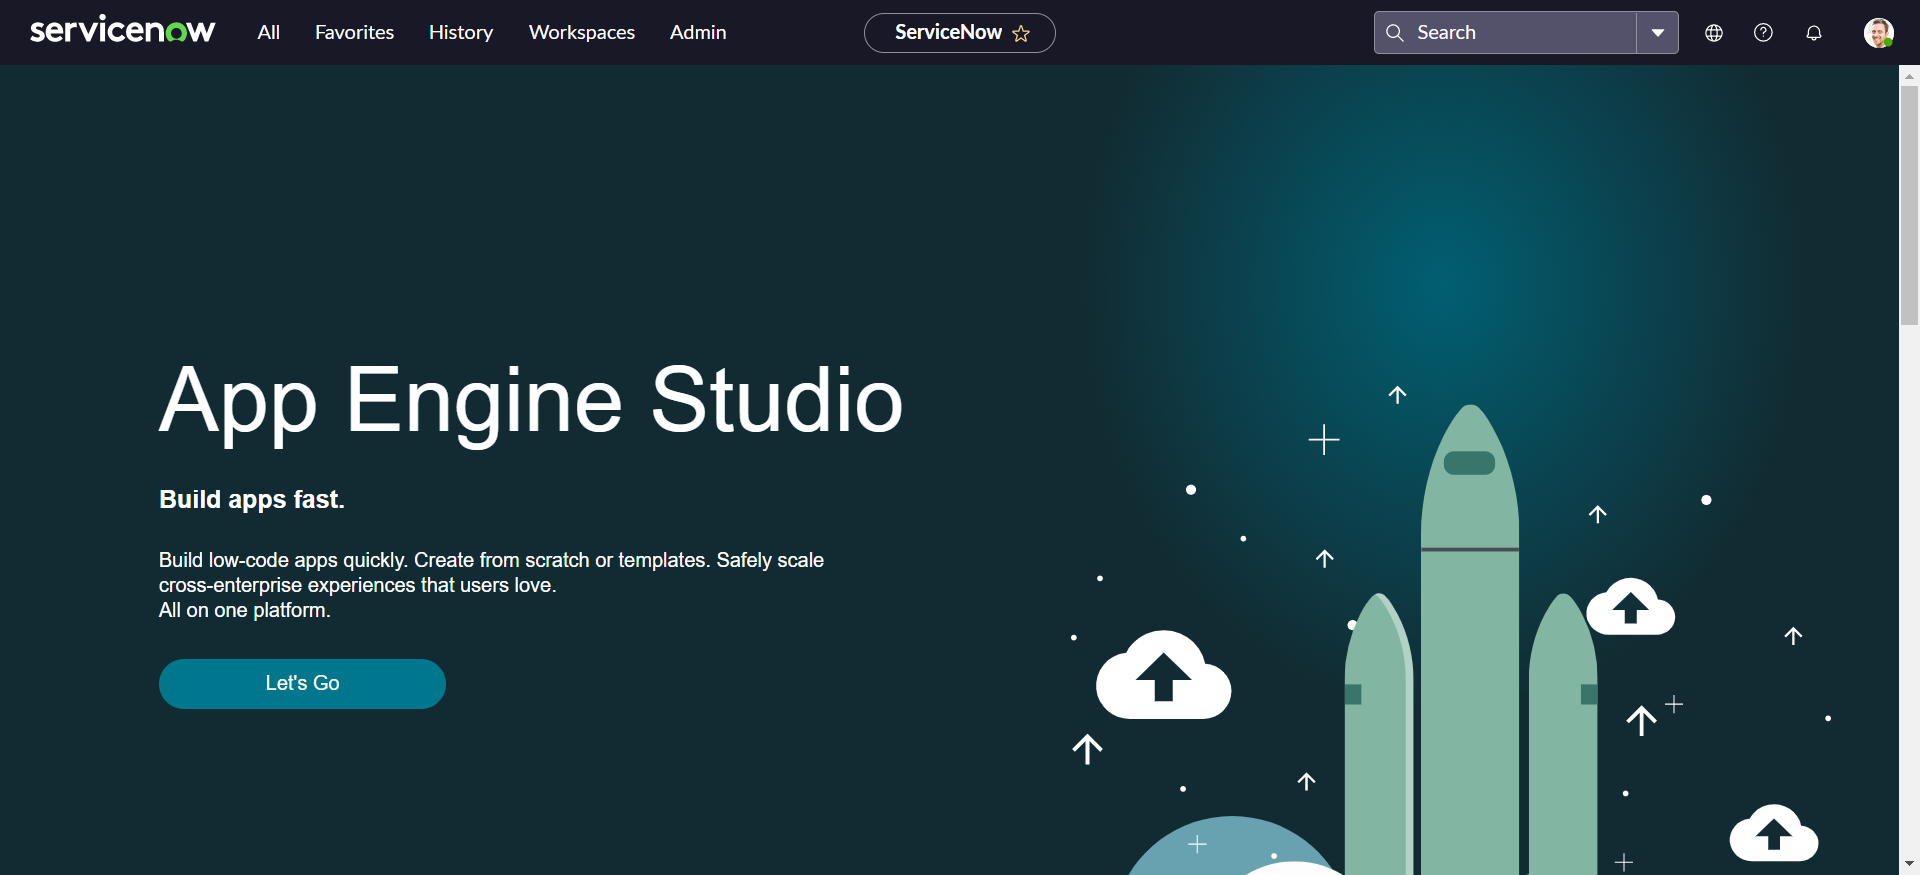 servicenow
All
Favorites
History
Workspaces
Admin
ServiceNow
Search
App Engine Studio
Build apps fast.
Build low-code apps quickly. Create from scratch or templates. Safely scale
cross-enterprise experiences that users love.
All on one platform.
Let's Go